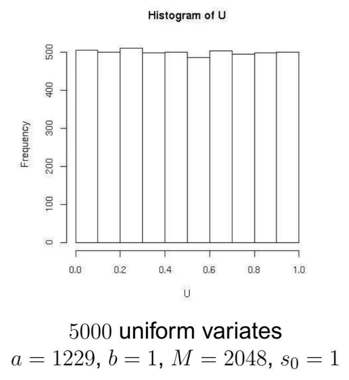 Histogram of U
Frequency
500
400
300
200
100
0
0.0 0.2 0.4 0.6 0.8 1.0
U
5000 uniform variates
a = 1229, b = 1, M = 2048, s₀ = 1